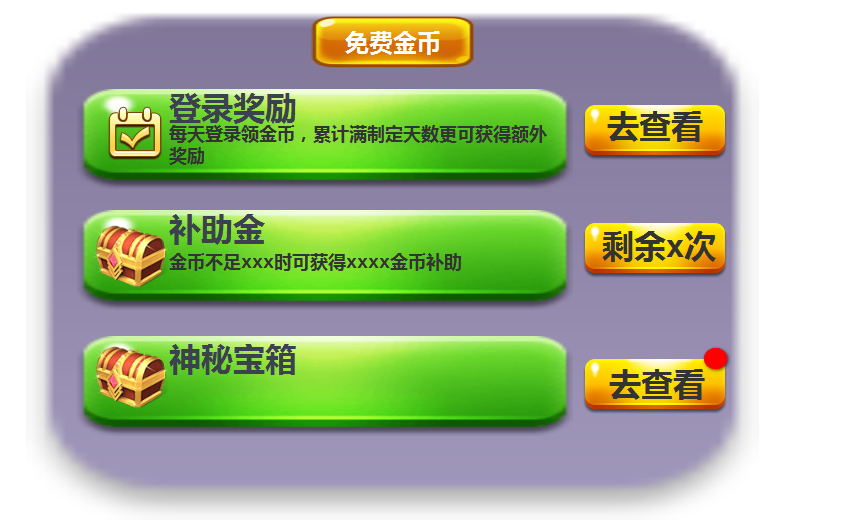 免费金币
登录奖励
每天登录领金币，累计满制定天数更可获得额外
奖励
去查看
补助金
金币不足xxx时可获得xxxx金币补助
剩余x次
神秘宝箱
去查看